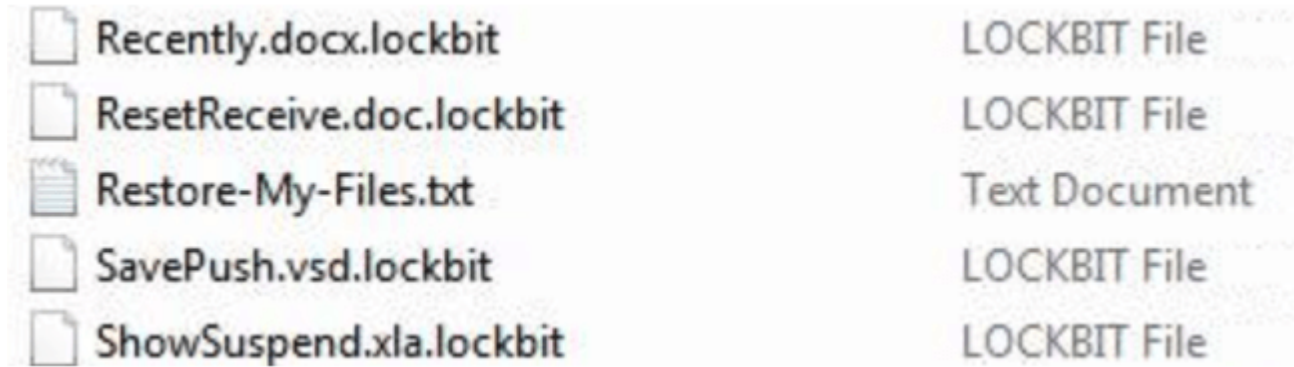 Recently.docx.lockbit LOCKBIT File
ResetReceive.doc.lockbit LOCKBIT File
Restore-My-Files.txt Text Document
SavePush.vsd.lockbit LOCKBIT File
ShowSuspend.xla.lockbit LOCKBIT File